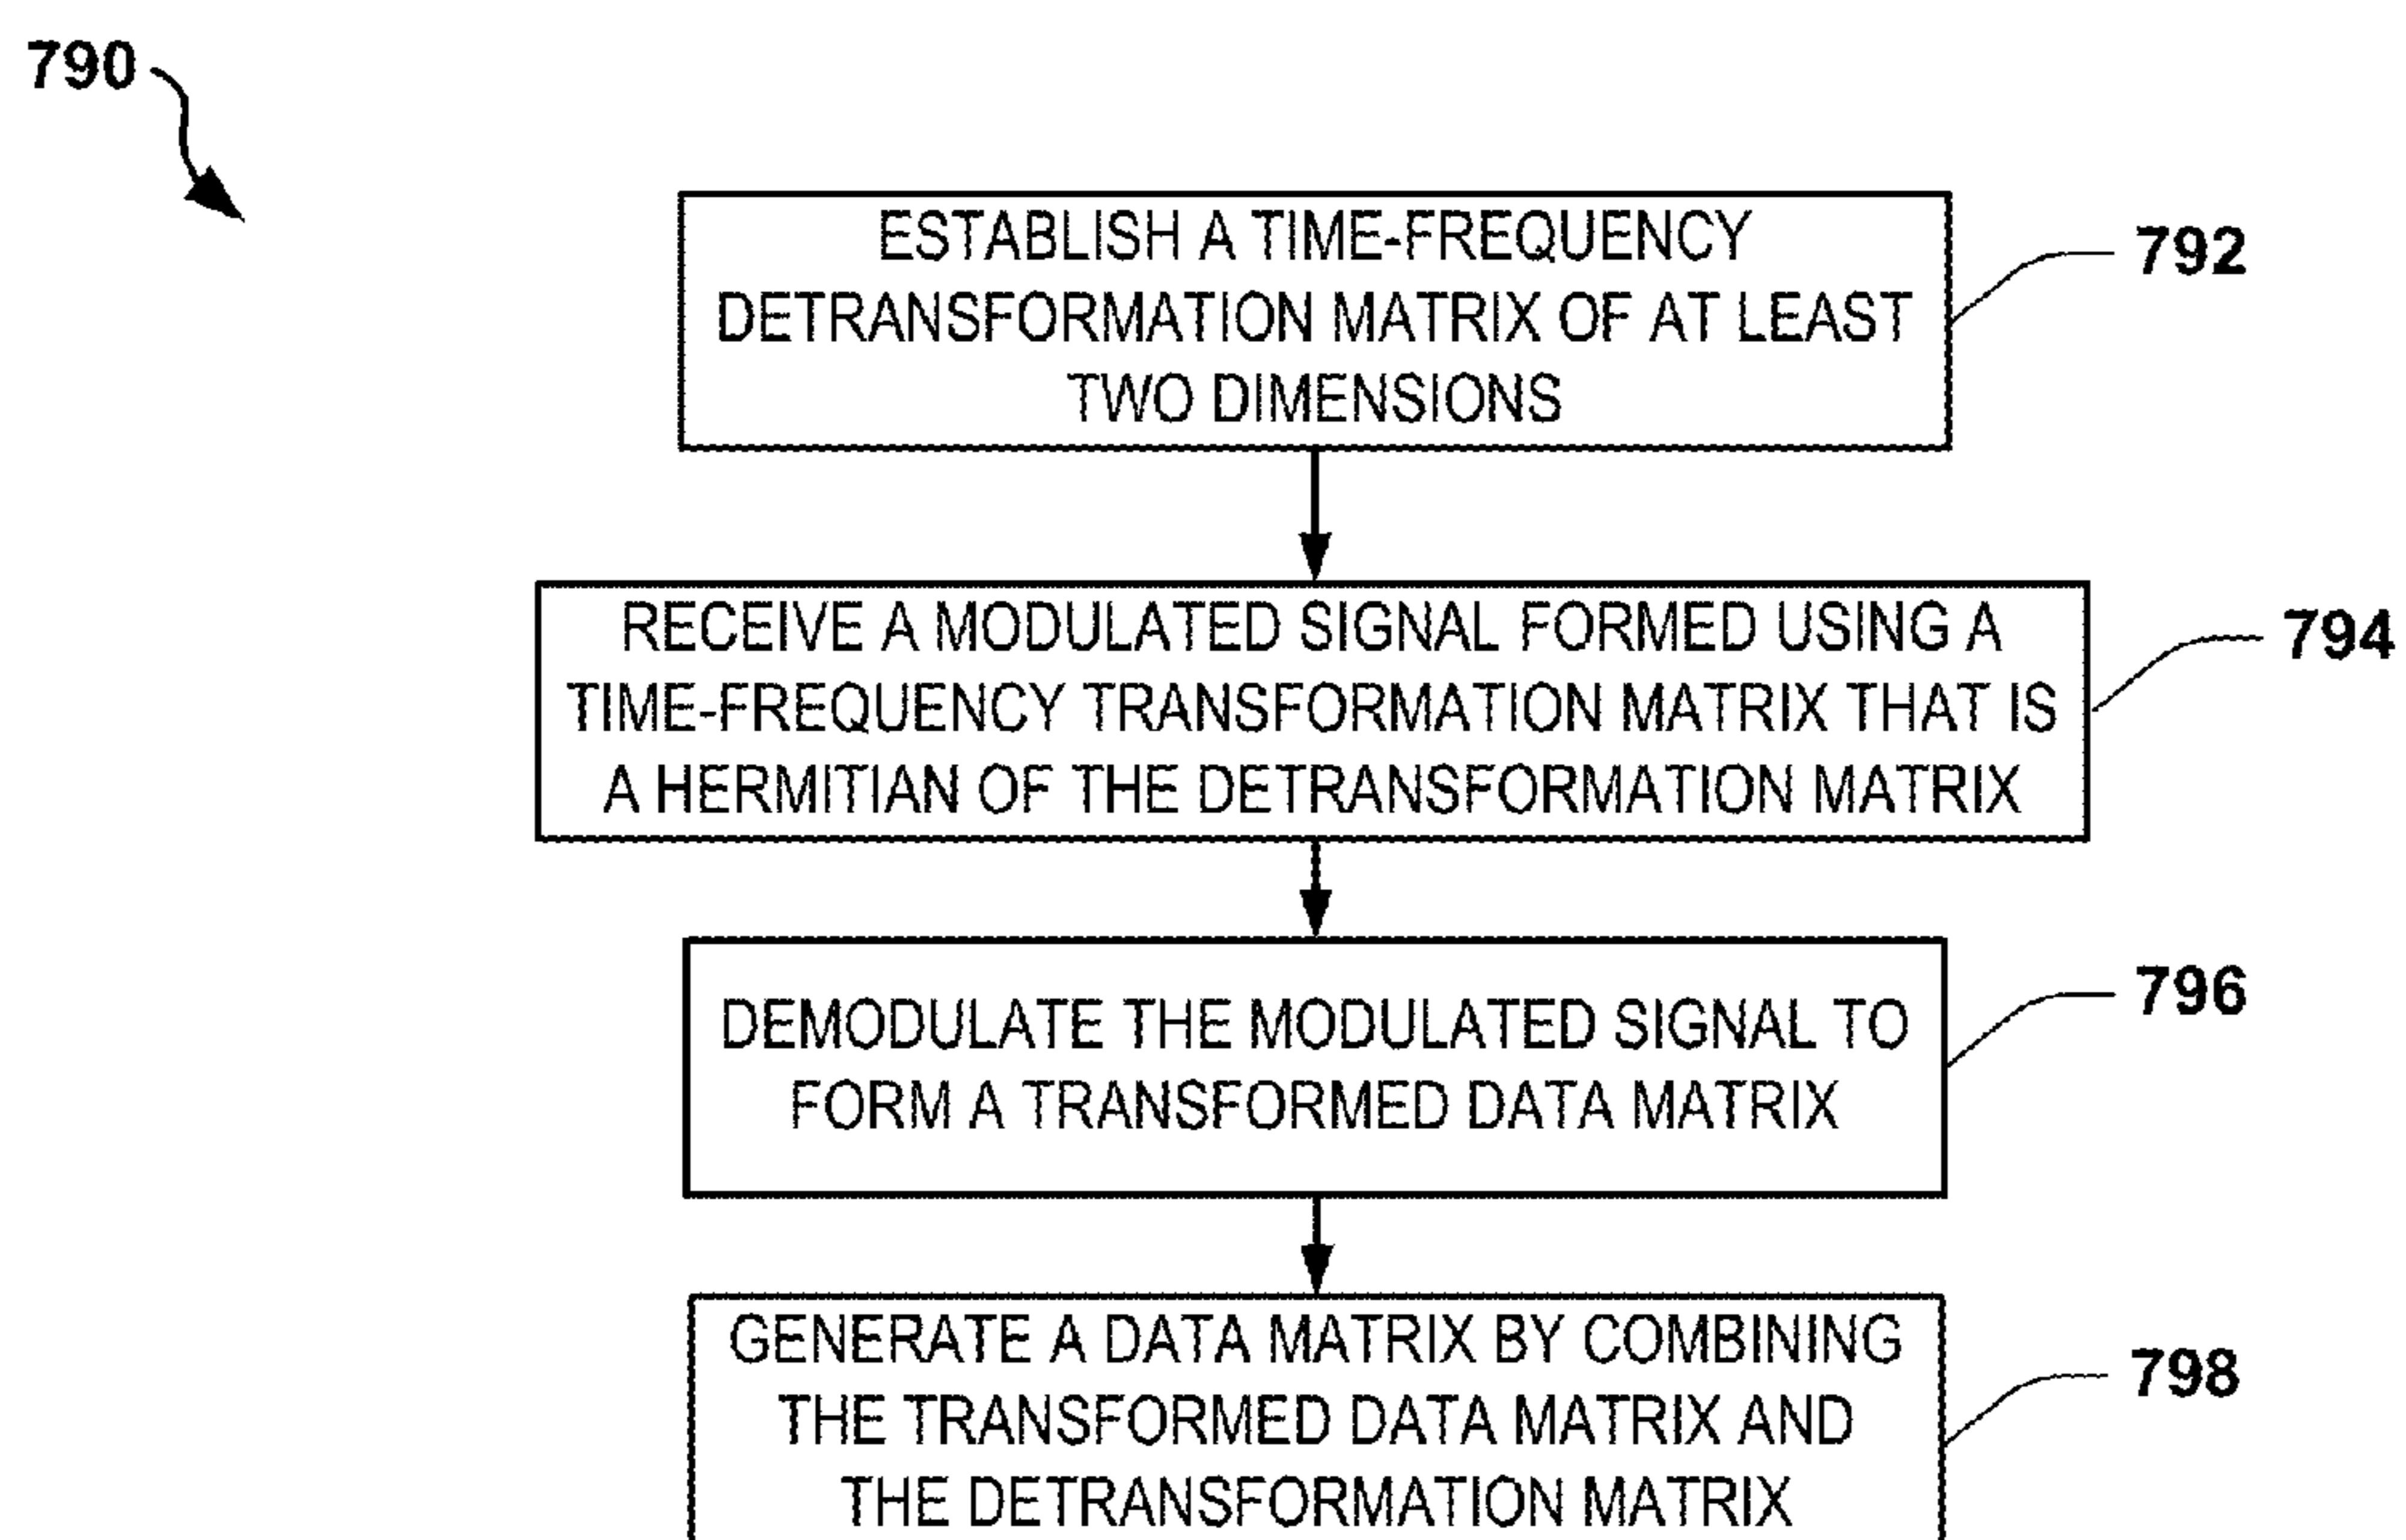 790
ESTABLISH A TIME-FREQUENCY
DETRANSFORMATION MATRIX OF AT LEAST
TWO DIMENSIONS
792
RECEIVE A MODULATED SIGNAL FORMED USING A
TIME-FREQUENCY TRANSFORMATION MATRIX THAT IS
A HERMITIAN OF THE DETRANSFORMATION MATRIX
794
DEMODULATE THE MODULATED SIGNAL TO
FORM A TRANSFORMED DATA MATRIX
796
GENERATE A DATA MATRIX BY COMBINING
THE TRANSFORMED DATA MATRIX AND
THE DETRANSFORMATION MATRIX
798